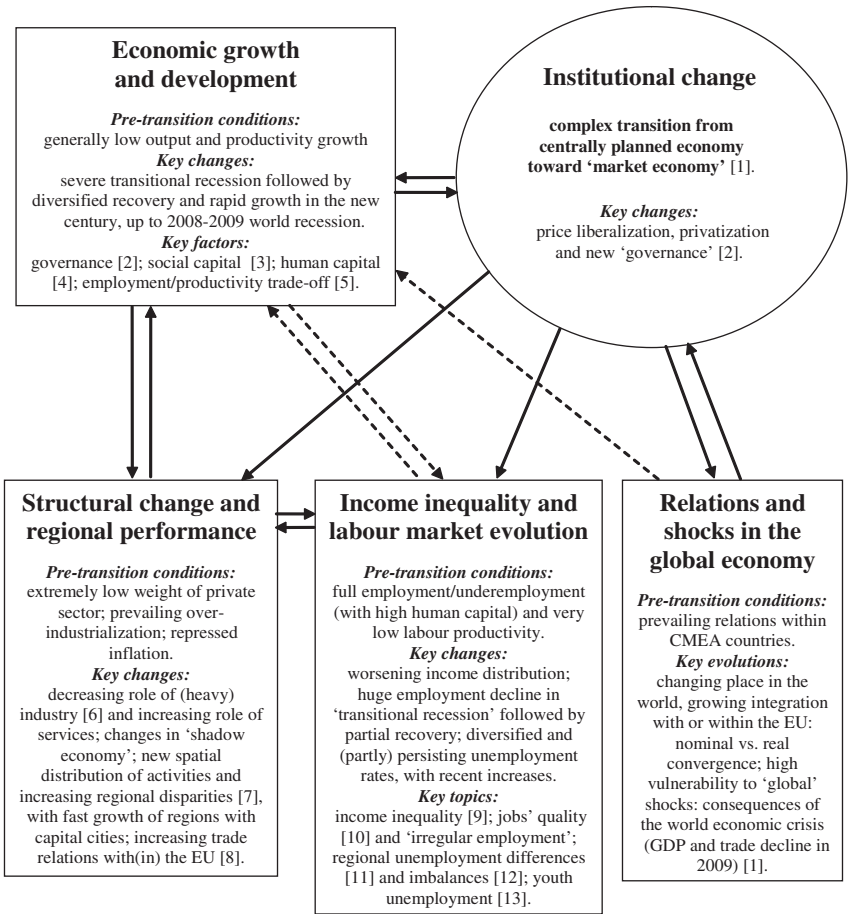 Economic growth
and development
Pre-transition conditions:
generally low output and productivity growth
Key changes:
severe transitional recession followed by
diversified recovery and rapid growth in the new
century, up to 2008-2009 world recession.
Key factors:
governance [2]; social capital [3]; human capital
[4]; employment/productivity trade-off [5].
Institutional change
complex transition from
centrally planned economy
toward ‘market economy’ [1].
Key changes:
price liberalization, privatization
and new ‘governance’ [2].
Structural change and
regional performance
Pre-transition conditions:
extremely low weight of private
sector; prevailing over-
industrialization; repressed
inflation.
Key changes:
decreasing role of (heavy)
industry [6] and increasing role of
services; changes in ‘shadow
economy’; new spatial
distribution of activities and
increasing regional disparities [7],
with fast growth of regions with
capital cities; increasing trade
relations with(in) the EU [8].
Income inequality and
labour market evolution
Pre-transition conditions:
full employment/underemployment
(with high human capital) and very
low labour productivity.
Key changes:
worsening income distribution;
huge employment decline in
‘transitional recession’ followed by
partial recovery; diversified and
(partly) persisting unemployment
rates, with recent increases.
Key topics:
income inequality [9]; jobs’ quality
[10] and ‘irregular employment’;
regional unemployment differences
[11] and imbalances [12]; youth
unemployment [13].
Relations and
shocks in the
global economy
Pre-transition conditions:
prevailing relations within
CMEA countries.
Key evolutions:
changing place in the
world, growing integration
with or within the EU:
nominal vs. real
convergence; high
vulnerability to ‘global’
shocks: consequences of
the world economic crisis
(GDP and trade decline in
2009) [1].